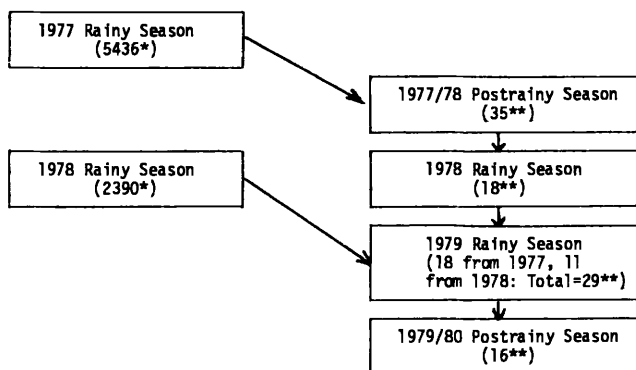 1977 Rainy Season
(5436*)
1977/78 Postrainy Season
(35**)
1978 Rainy Season
(2390*)
1978 Rainy Season
(18**)
1979 Rainy Season
(18 from 1977, 11
from 1978: Total=29**)
1979/80 Postrainy Season
(16**)